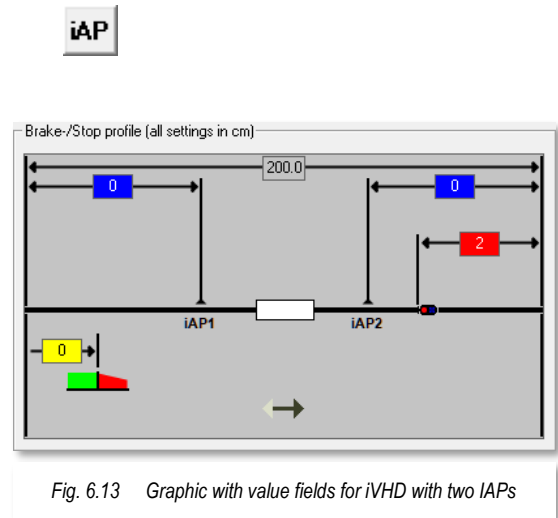 iAP
Brake-/Stop profile (all settings in cm)
200.0
0 0
2
iAP1 iAP2
0
Fig. 6.13 Graphic with value fields for iVHD with two IAPs